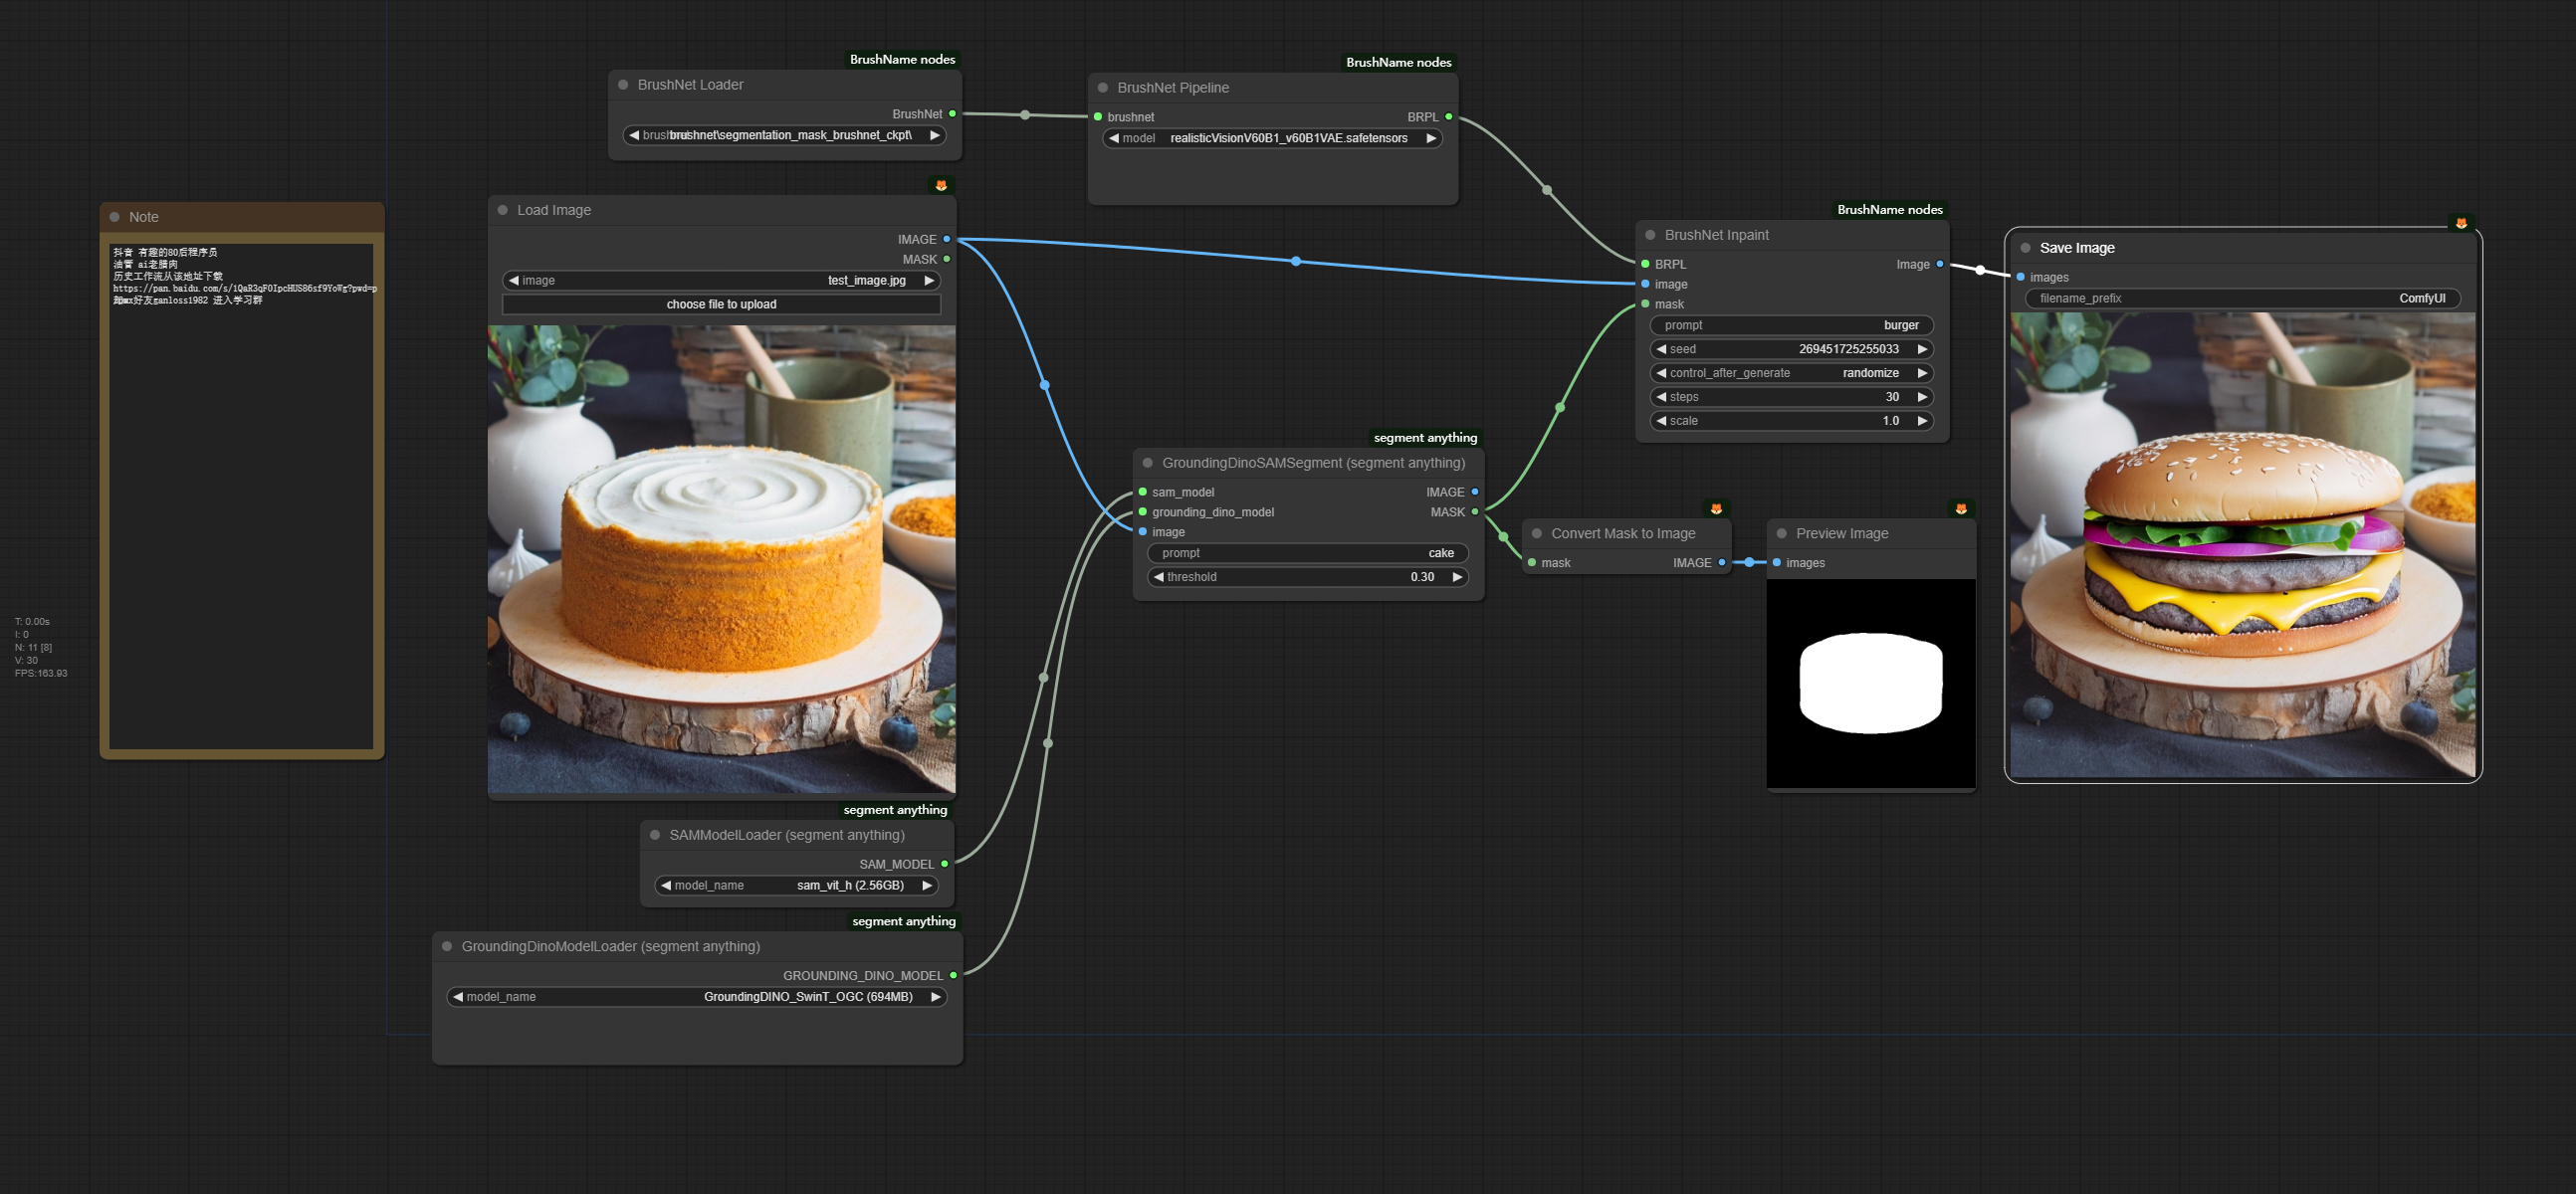 BrushName nodes
BrushNet Loader
BrushNet
brushnet\segmentation_mask_brushnet_ckpt\
BrushName nodes
BrushNet Pipeline
brushnet
BRPL
model
realisticVisionV60B1_v60B1VAE.safetensors
Note
抖音 有趣的80后程序员
油管 ai老腊肉
历史工作流从该地址下载
https://pan.baidu.com/s/1QaR3qFOIpcHUS86sf9YoWg?pwd=p
好友ganloss1982 进入学习群
Load Image
IMAGE
MASK
image
test_image.jpg
choose file to upload
BrushName nodes
BrushNet Inpaint
BRPL
Image
image
mask
prompt
burger
seed
269451725255033
control_after_generate
randomize
steps
30
scale
1.0
Save Image
images
filename_prefix
ComfyUI
segment anything
GroundingDinoSAMSegment (segment anything)
sam_model
IMAGE
grounding_dino_model
MASK
image
prompt
cake
threshold
0.30
Convert Mask to Image
mask
IMAGE
Preview Image
images
T: 0.00s
I: 0
N: 11 [8]
V: 30
FPS:163.93
segment anything
SAMModelLoader (segment anything)
SAM_MODEL
model_name
sam_vit_h (2.56GB)
segment anything
GroundingDinoModelLoader (segment anything)
GROUNDING_DINO_MODEL
model_name
GroundingDINO_SwinT_OGC (694MB)